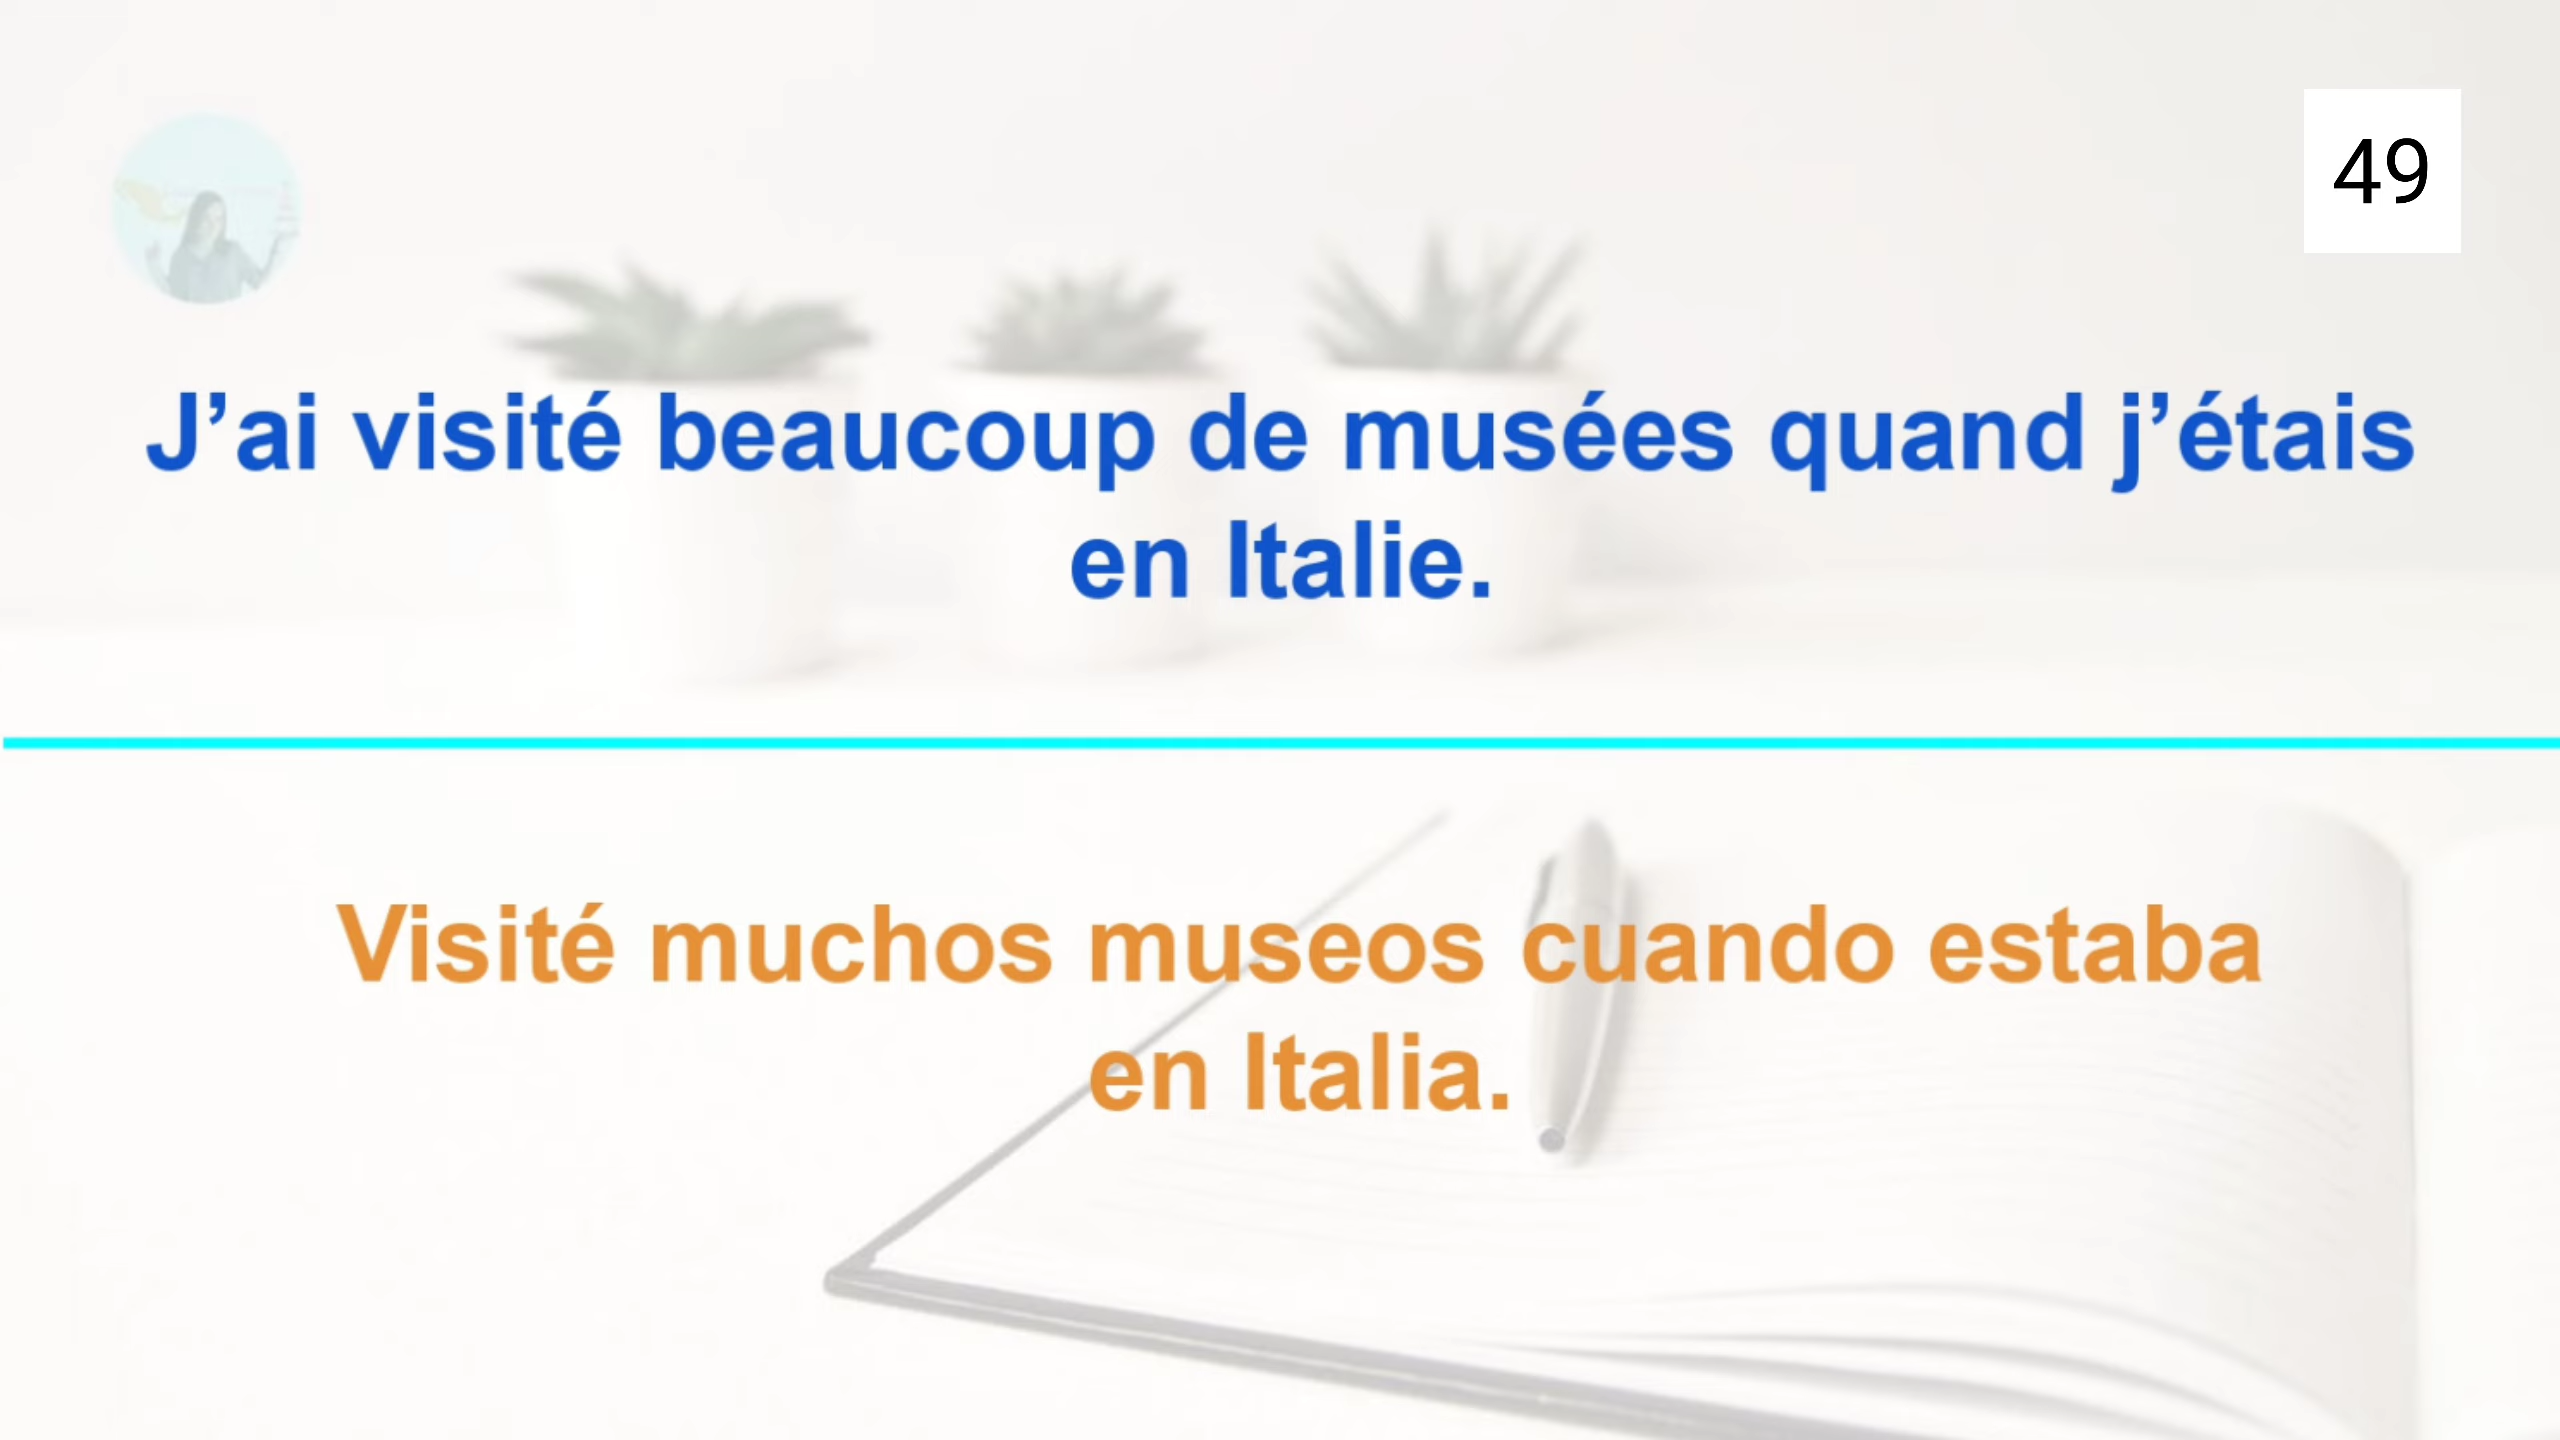 49
J’ai visité beaucoup de musées quand j’étais
en Italie.
Visité muchos museos cuando estaba
en Italia.